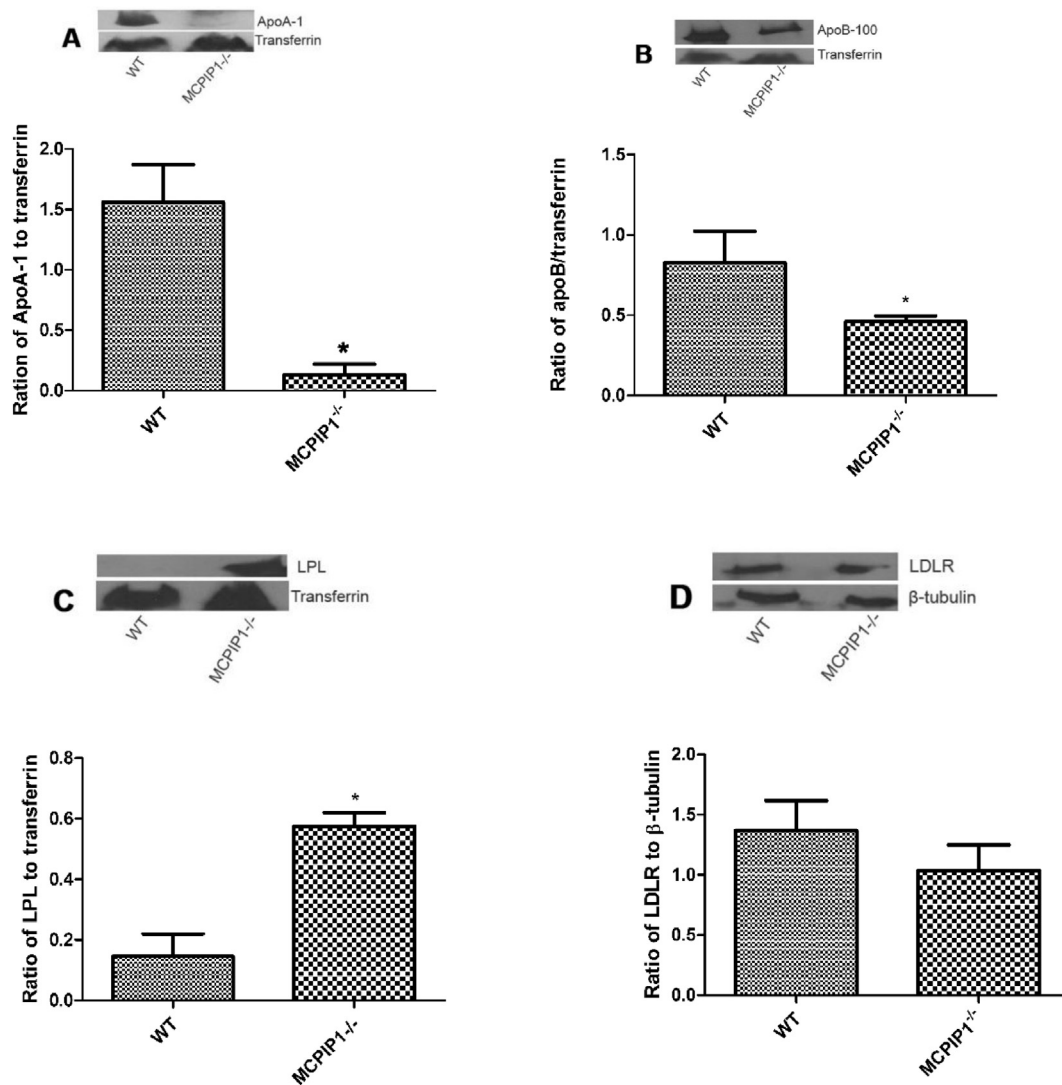 A
ApoA-1
Transferrin
WT
MCPIP1-/-
Ration of ApoA-1 to transferrin
2.0
1.5
1.0
0.5
0.0
*
WT
MCPIP1-/-
B
ApoB-100
Transferrin
WT
MCPIP1-/-
Ratio of apoB/transferrin
1.5
1.0
0.5
0.0
*
WT
MCPIP1-/-
C
LPL
Transferrin
WT
MCPIP1-/-
Ratio of LPL to transferrin
0.8
0.6
0.4
0.2
0.0
*
WT
MCPIP1-/-
D
LDLR
β-tubulin
WT
MCPIP1-/-
Ratio of LDLR to β-tubulin
2.0
1.5
1.0
0.5
0.0
WT
MCPIP1-/-